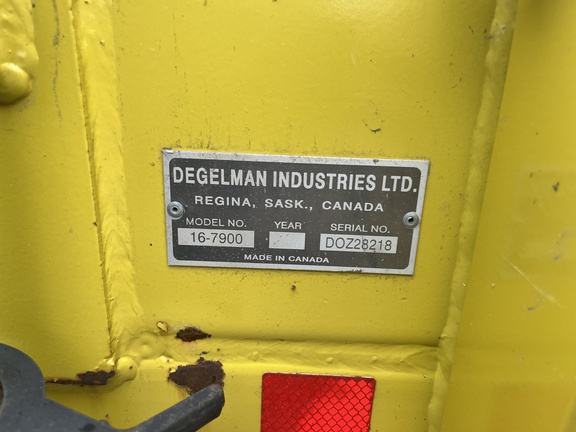 DEGELMAN INDUSTRIES LTD.
REGINA, SASK., CANADA
MODEL NO. YEAR SERIAL NO.
16-7900 DOZ28218
MADE IN CANADA